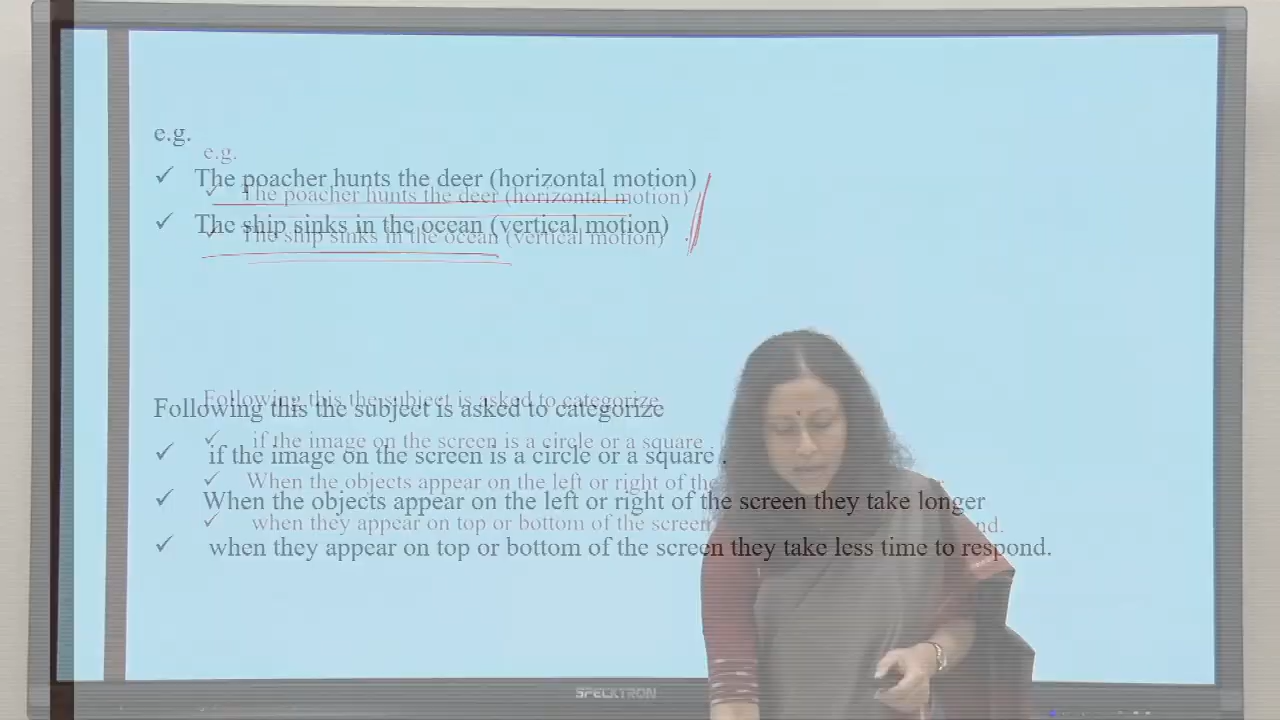 e.g.
✓ The poacher hunts the deer (horizontal motion)
✓ The ship sinks in the ocean (vertical motion)
Following this the subject is asked to categorize
✓ if the image on the screen is a circle or a square .
✓ When the objects appear on the left or right of the screen they take longer
✓ when they appear on top or bottom of the screen they take less time to respond.
SPECKTRON